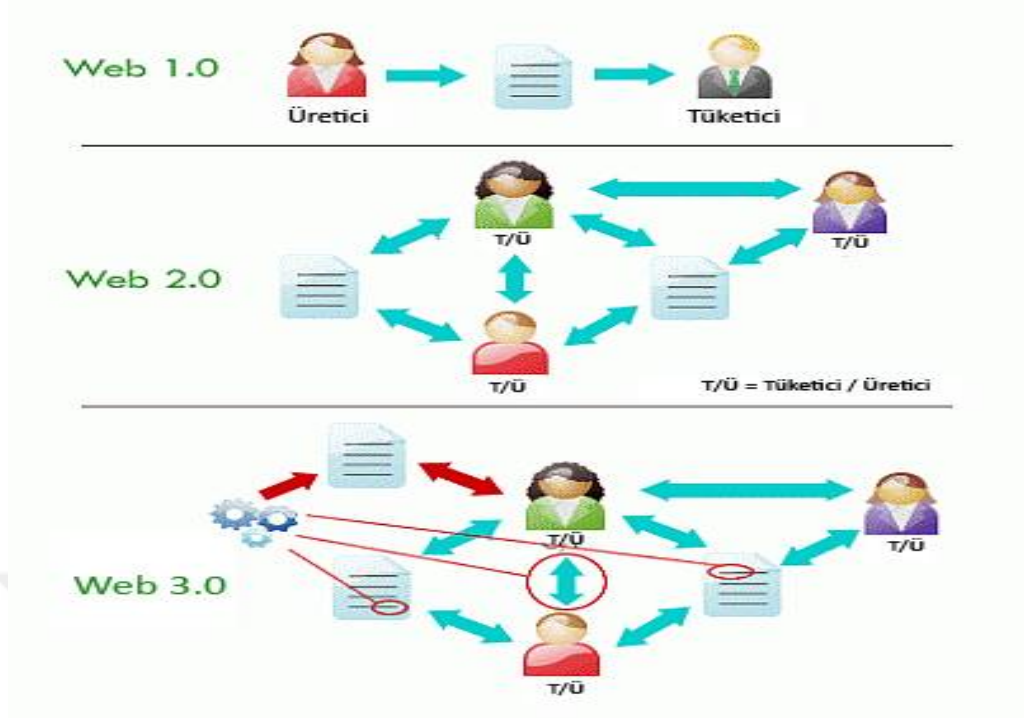 Web 1.0
Üretici
Tüketici
T/Ü
T/Ü
Web 2.0
T/Ü
T/Ü = Tüketici / Üretici
T/Ü
T/Ü
Web 3.0
T/Ü